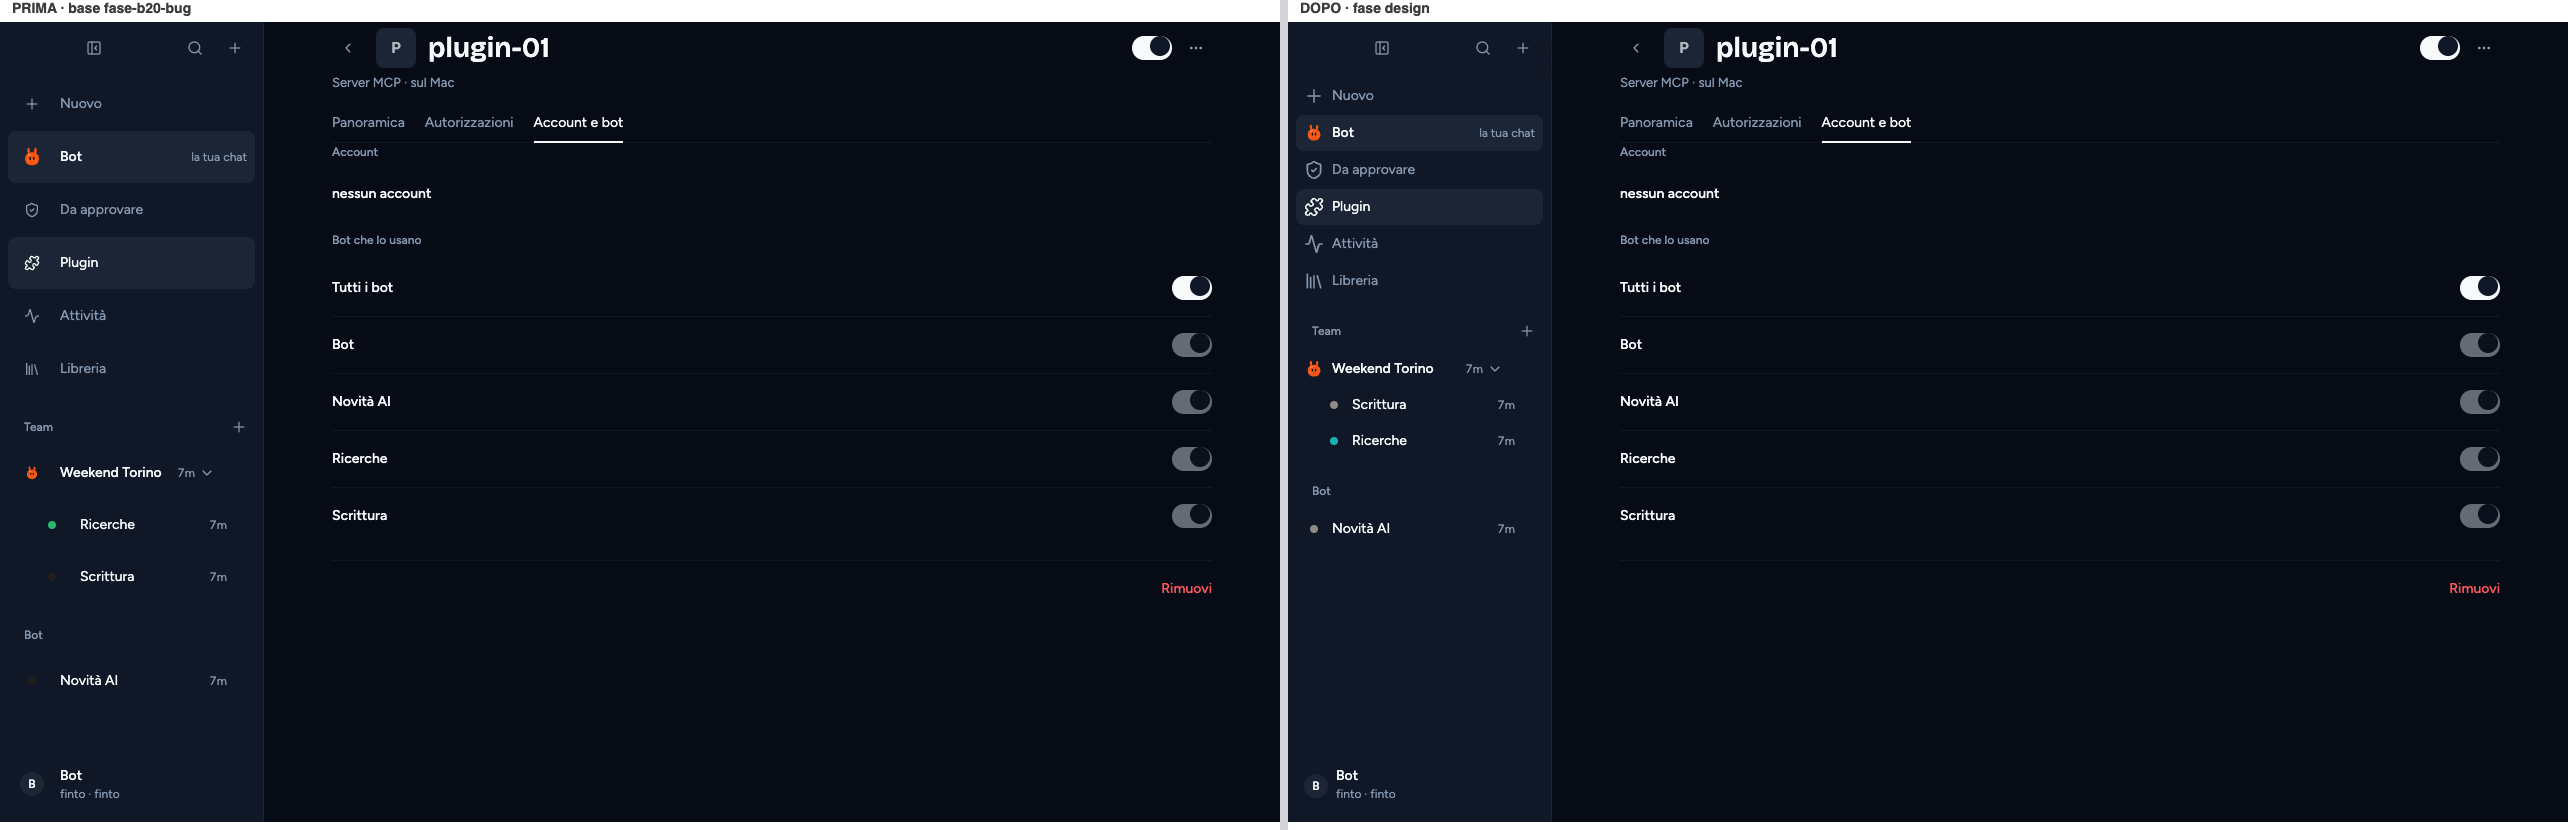 PRIMA · base fase-b20-bug
P plugin-01
Nuovo
Server MCP · sul Mac
Panoramica Autorizzazioni Account e bot
Bot la tua chat
Account
Da approvare
nessun account
Plugin
Bot che lo usano
Attività
Tutti i bot
Libreria
Bot
Team
Novità AI
Weekend Torino 7m
Ricerche
Ricerche 7m
Scrittura
Scrittura 7m
Rimuovi
Bot
Novità AI 7m
B Bot
finto · finto
DOPO · fase design
P plugin-01
Nuovo
Server MCP · sul Mac
Panoramica Autorizzazioni Account e bot
Bot la tua chat
Account
Da approvare
nessun account
Plugin
Bot che lo usano
Attività
Tutti i bot
Libreria
Team
Bot
Weekend Torino 7m
Novità AI
Scrittura 7m
Ricerche 7m
Ricerche
Bot
Scrittura
Novità AI 7m
Rimuovi
B Bot
finto · finto